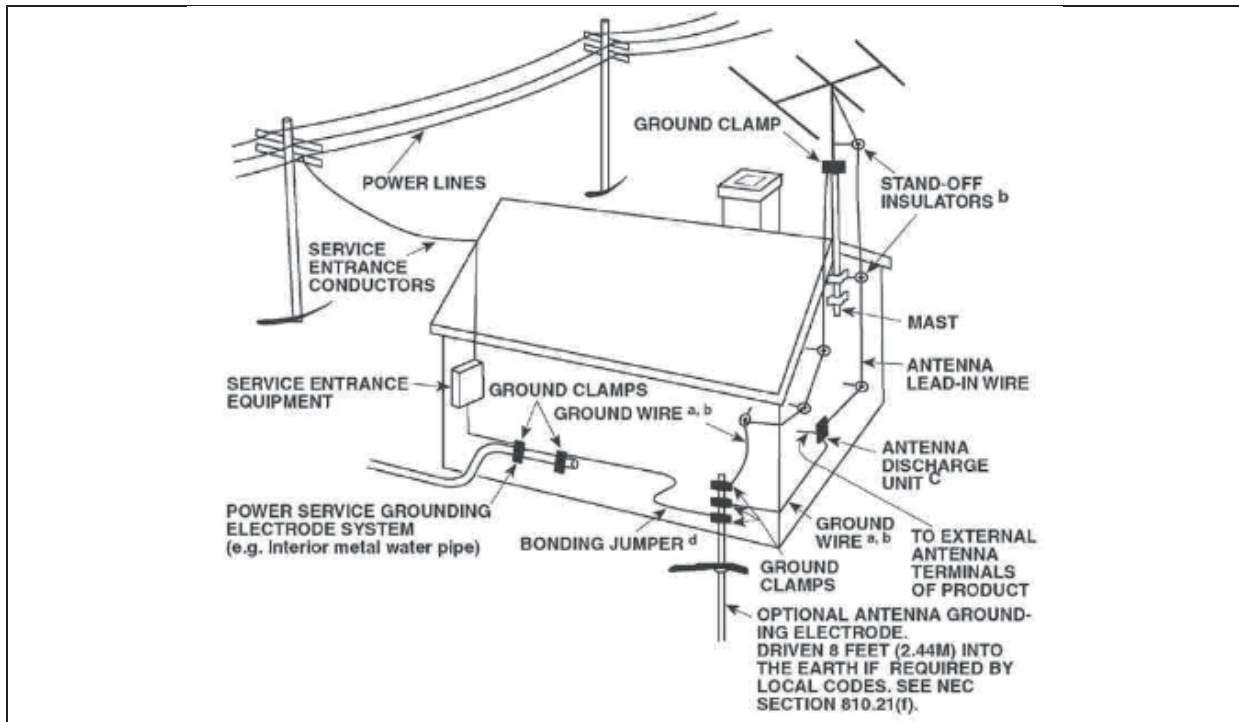 GROUND CLAMP
POWER LINES
STAND-OFF
INSULATORS b
SERVICE
ENTRANCE
CONDUCTORS
MAST
ANTENNA
LEAD-IN WIRE
SERVICE ENTRANCE
EQUIPMENT
GROUND CLAMPS
GROUND WIRE a, b
ANTENNA
DISCHARGE
UNIT C
POWER SERVICE GROUNDING
ELECTRODE SYSTEM
(e.g. Interior metal water pipe)
BONDING JUMPER d
GROUND
WIRE a, b
TO EXTERNAL
ANTENNA
TERMINALS
OF PRODUCT
GROUND
CLAMPS
OPTIONAL ANTENNA GROUND-
ING ELECTRODE.
DRIVEN 8 FEET (2.44M) INTO
THE EARTH IF REQUIRED BY
LOCAL CODES. SEE NEC
SECTION 810.21(f).